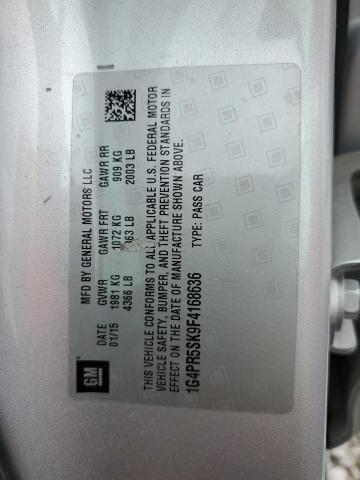 MFD BY GENERAL MOTORS LLC
DATE GVWR GAWR FRT GAWR RR
01/15 1981 KG 1072 KG 909 KG
4366 LB 2003 LB
THIS VEHICLE CONFORMS TO ALL APPLICABLE U.S. FEDERAL MOTOR
VEHICLE SAFETY, BUMPER, AND THEFT PREVENTION STANDARDS IN
EFFECT ON THE DATE OF MANUFACTURE SHOWN ABOVE.
1G4PR5SK9F4168636 TYPE: PASS CAR
GM